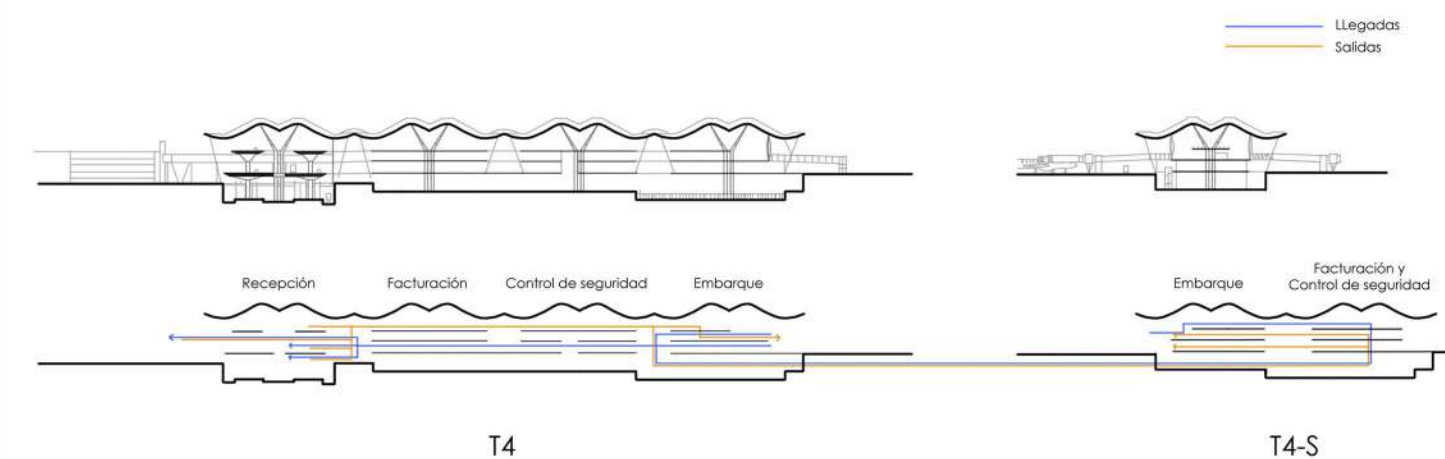 LLegadas
Salidas
Recepción
Facturación
Control de seguridad
Embarque
Embarque
Facturación y
Control de seguridad
T4
T4-S